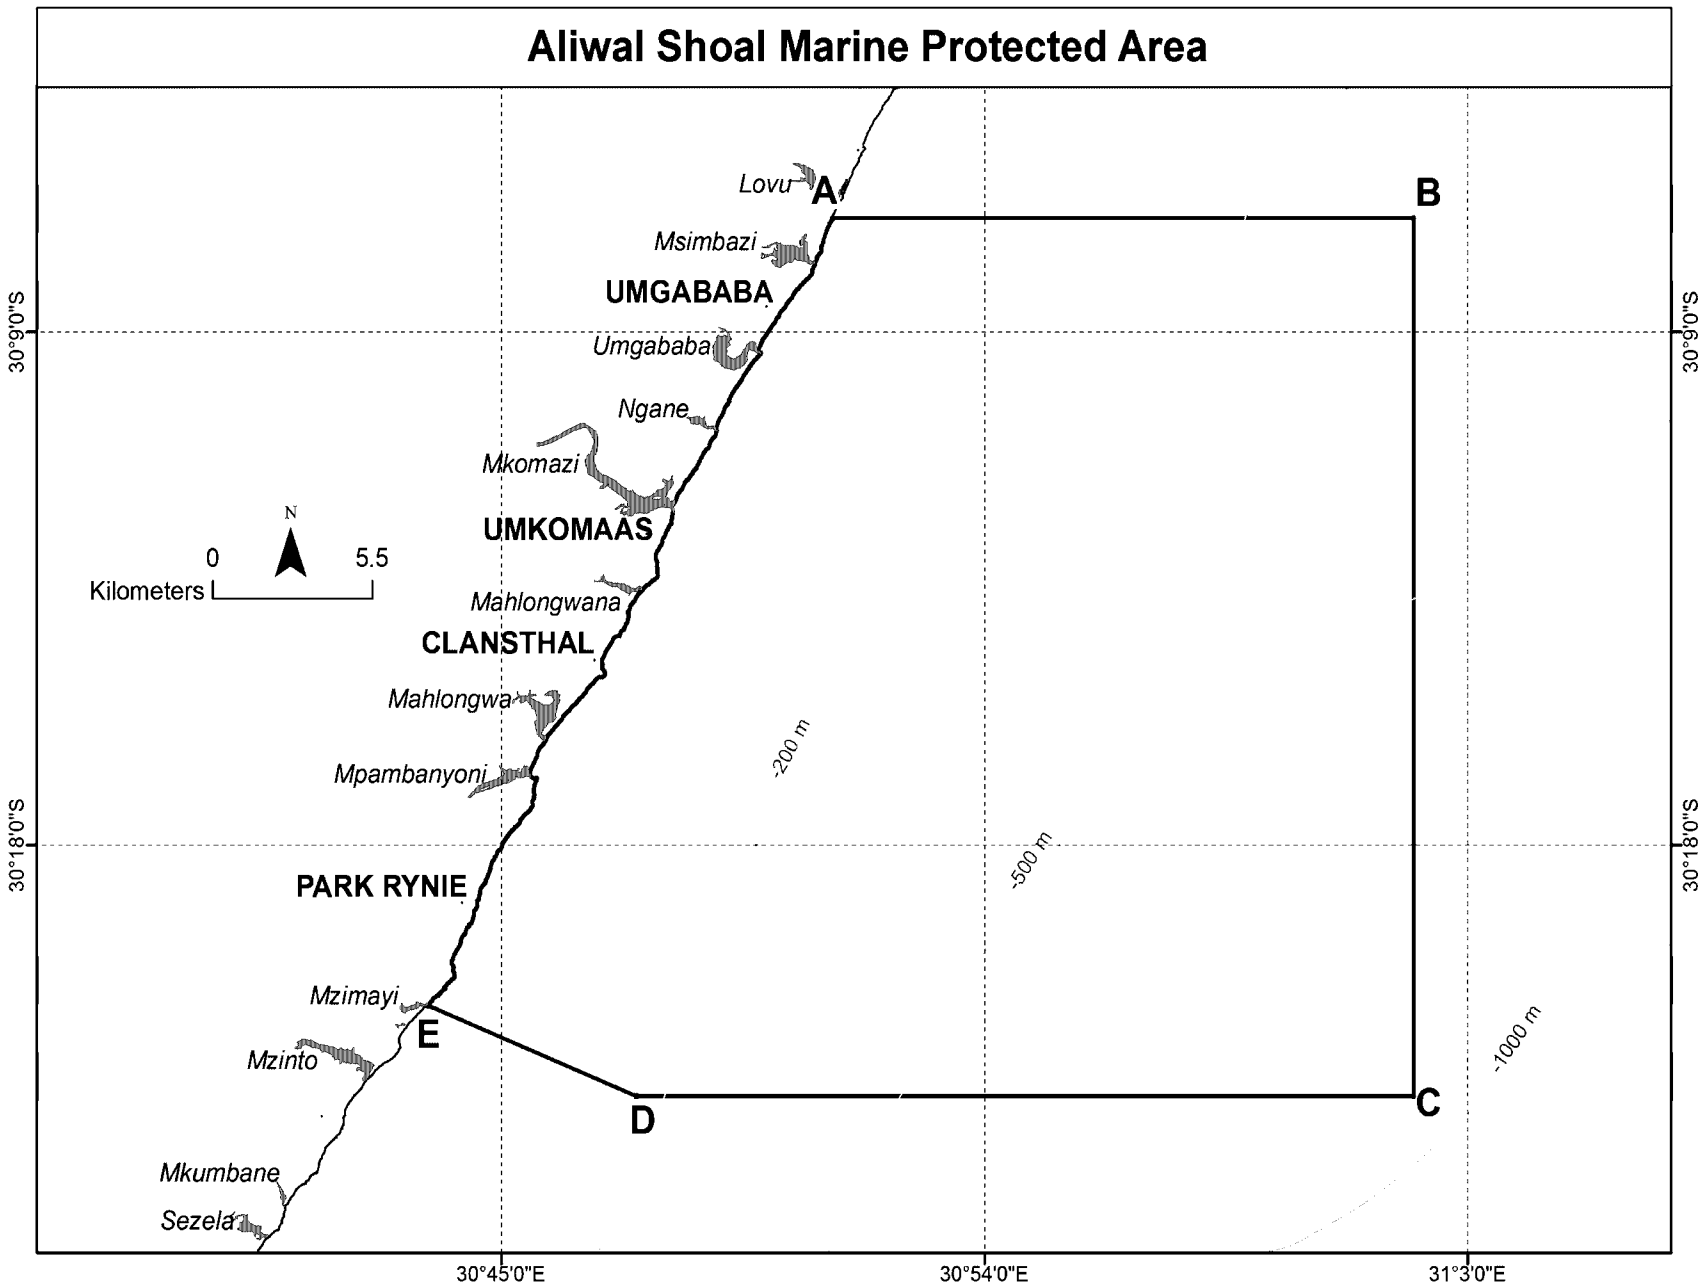 Aliwal Shoal Marine Protected Area
Lovu
A
B
Msimbazi
UMGABABA
30°9'0"S
30°9'0"S
Umgababa
Ngane
Mkomazi
UMKOMAAS
N
0 5.5
Kilometers
Mahlongwana
CLANSTHAL
Mahlongwa
-200 m
Mpambanyoni
30°18'0"S
30°18'0"S
-500 m
PARK RYNIE
Mzimayi
E
-1000 m
Mzinto
D
C
Mkumbane
Sezela
30°45'0"E
30°54'0"E
31°3'0"E